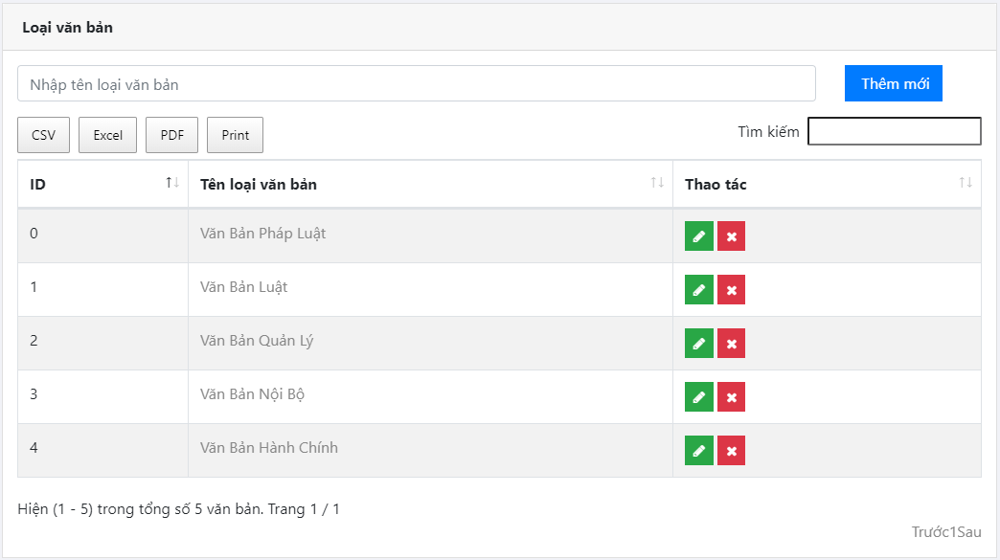 Loại văn bản
Nhập tên loại văn bản
Thêm mới
CSV Excel PDF Print
Tìm kiếm
ID Tên loại văn bản Thao tác
0 Văn Bản Pháp Luật
1 Văn Bản Luật
2 Văn Bản Quản Lý
3 Văn Bản Nội Bộ
4 Văn Bản Hành Chính
Hiện (1 - 5) trong tổng số 5 văn bản. Trang 1 / 1
Trước1Sau